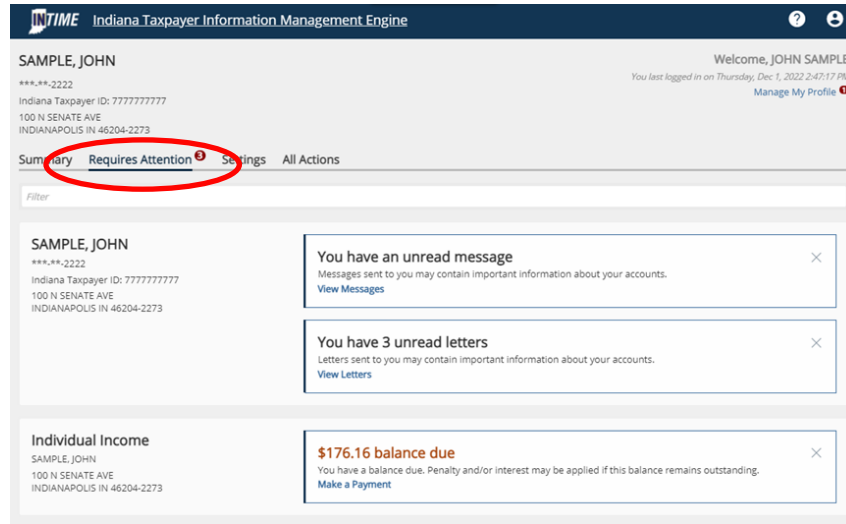 INTIME Indiana Taxpayer Information Management Engine
?
SAMPLE, JOHN
***-**-2222
Indiana Taxpayer ID: 7777777777
100 N SENATE AVE
INDIANAPOLIS IN 46204-2273
Welcome, JOHN SAMPLE
You last logged in on Thursday, Dec 1, 2022 2:47:17 PM
Manage My Profile 1
Summary Requires Attention 3 Settings All Actions
Filter
SAMPLE, JOHN
***-**-2222
Indiana Taxpayer ID: 7777777777
100 N SENATE AVE
INDIANAPOLIS IN 46204-2273
You have an unread message
Messages sent to you may contain important information about your accounts.
View Messages
You have 3 unread letters
Letters sent to you may contain important information about your accounts.
View Letters
Individual Income
SAMPLE, JOHN
100 N SENATE AVE
INDIANAPOLIS IN 46204-2273
$176.16 balance due
You have a balance due. Penalty and/or interest may be applied if this balance remains outstanding.
Make a Payment